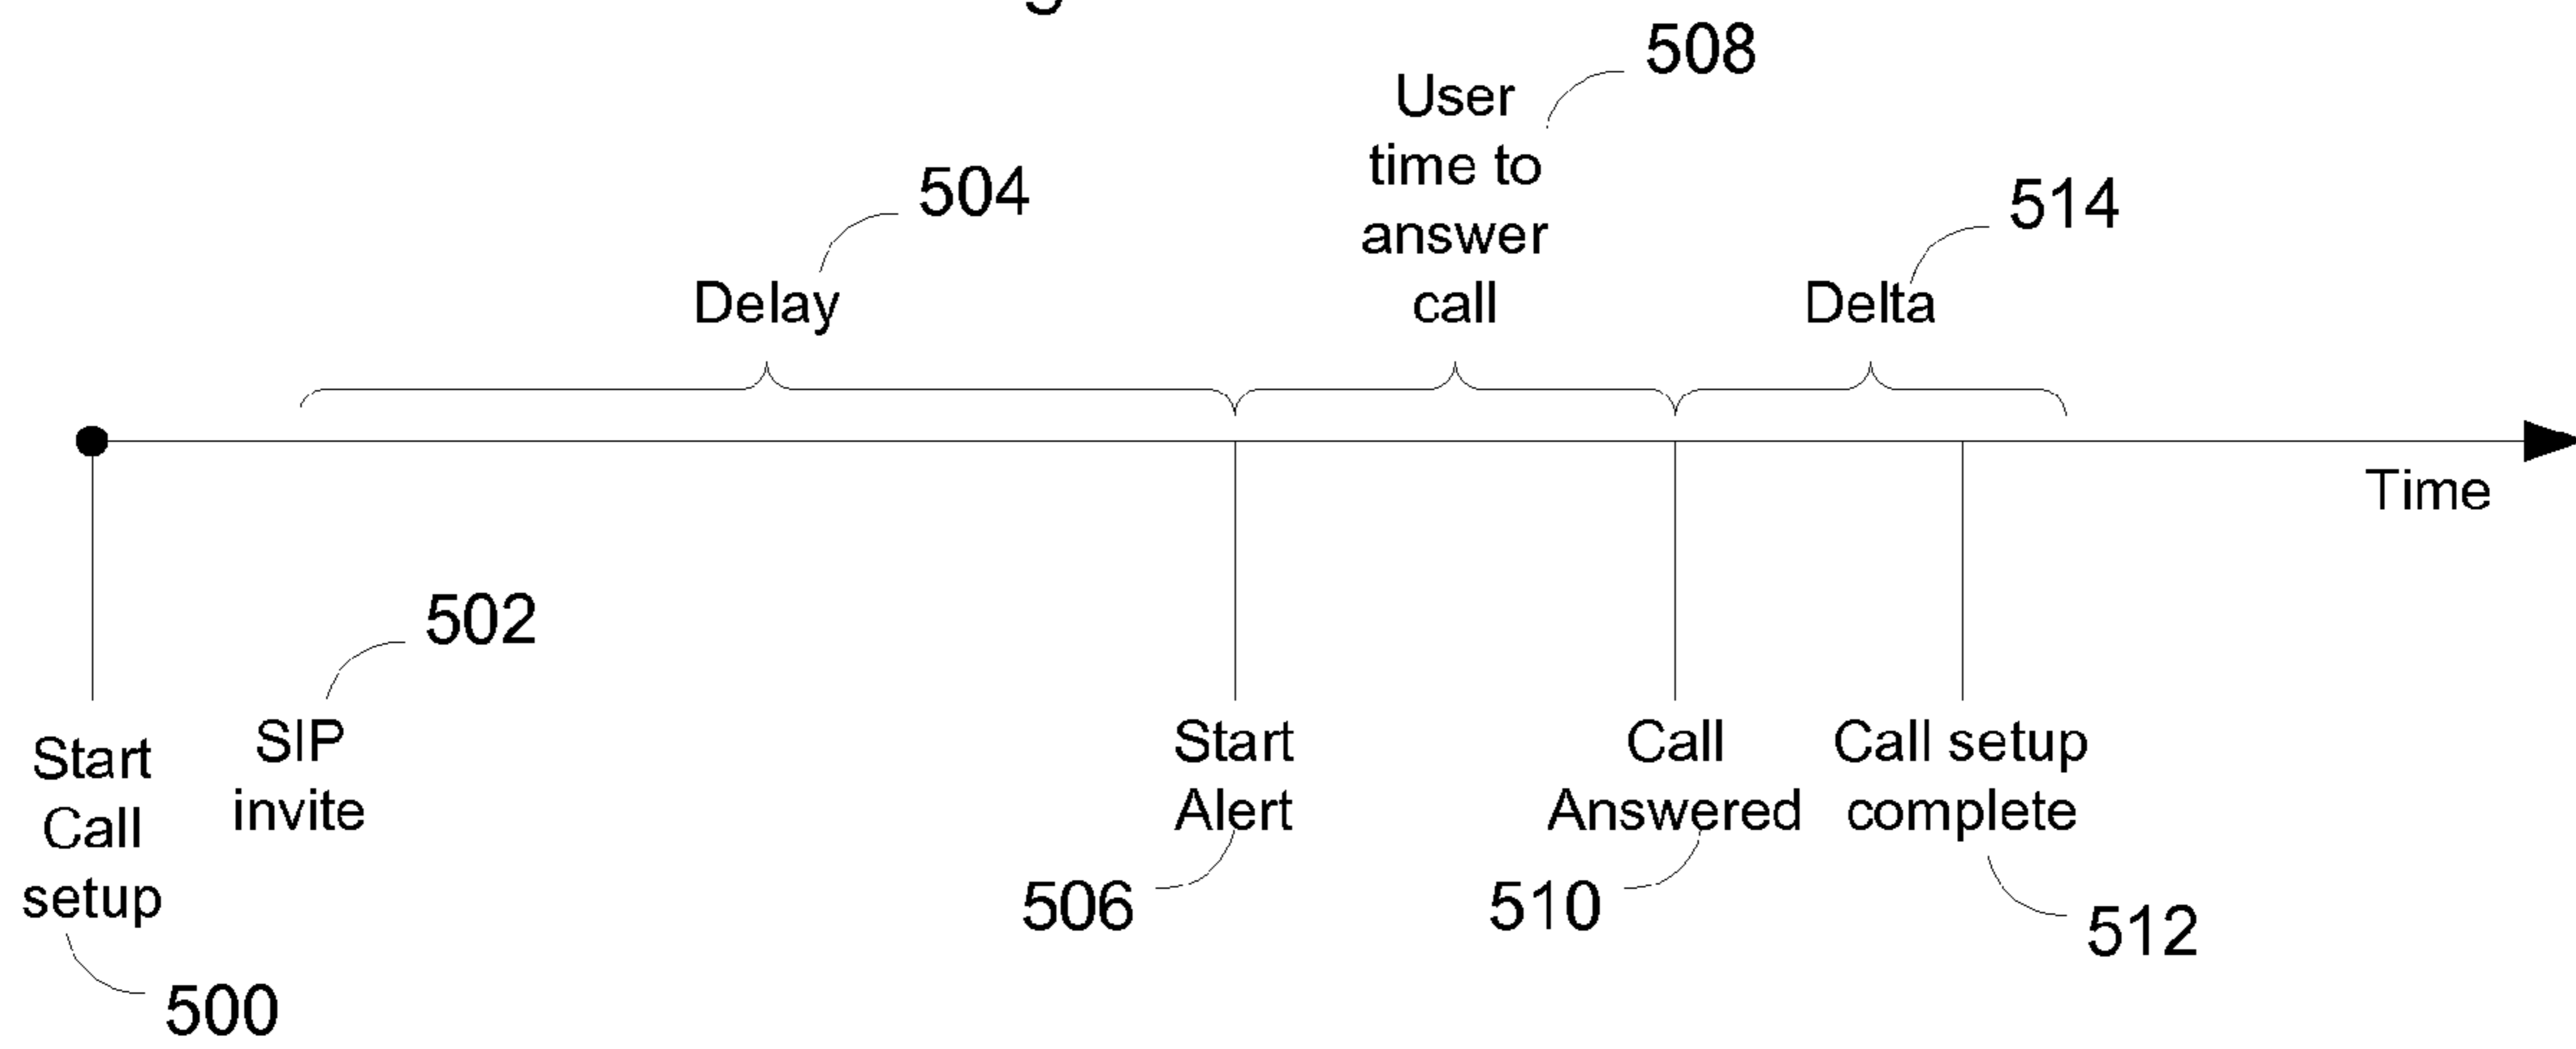 508
User
time to
answer
call
504
Delay
514
Delta
Time
502
SIP
invite
Start
Call
setup
500
Start
Alert
506
Call
Answered
510
Call setup
complete
512